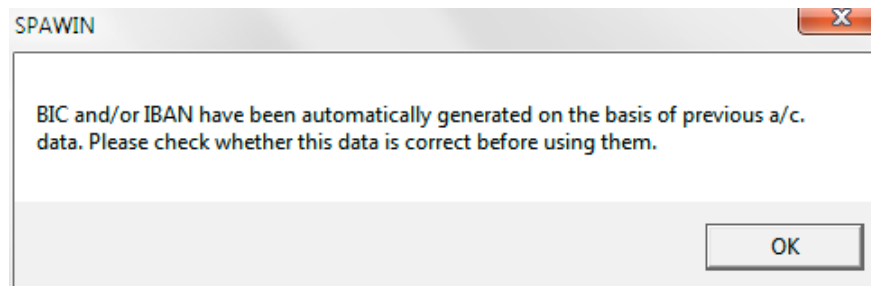 SPAWIN
BIC and/or IBAN have been automatically generated on the basis of previous a/c.
data. Please check whether this data is correct before using them.
OK